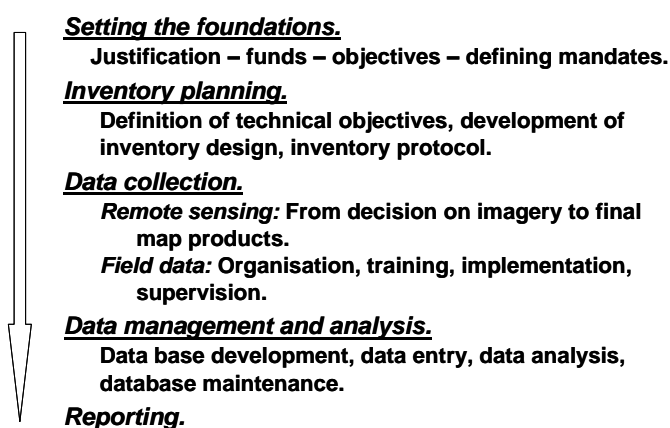 Setting the foundations.
Justification – funds – objectives – defining mandates.
Inventory planning.
Definition of technical objectives, development of
inventory design, inventory protocol.
Data collection.
Remote sensing: From decision on imagery to final
map products.
Field data: Organisation, training, implementation,
supervision.
Data management and analysis.
Data base development, data entry, data analysis,
database maintenance.
Reporting.